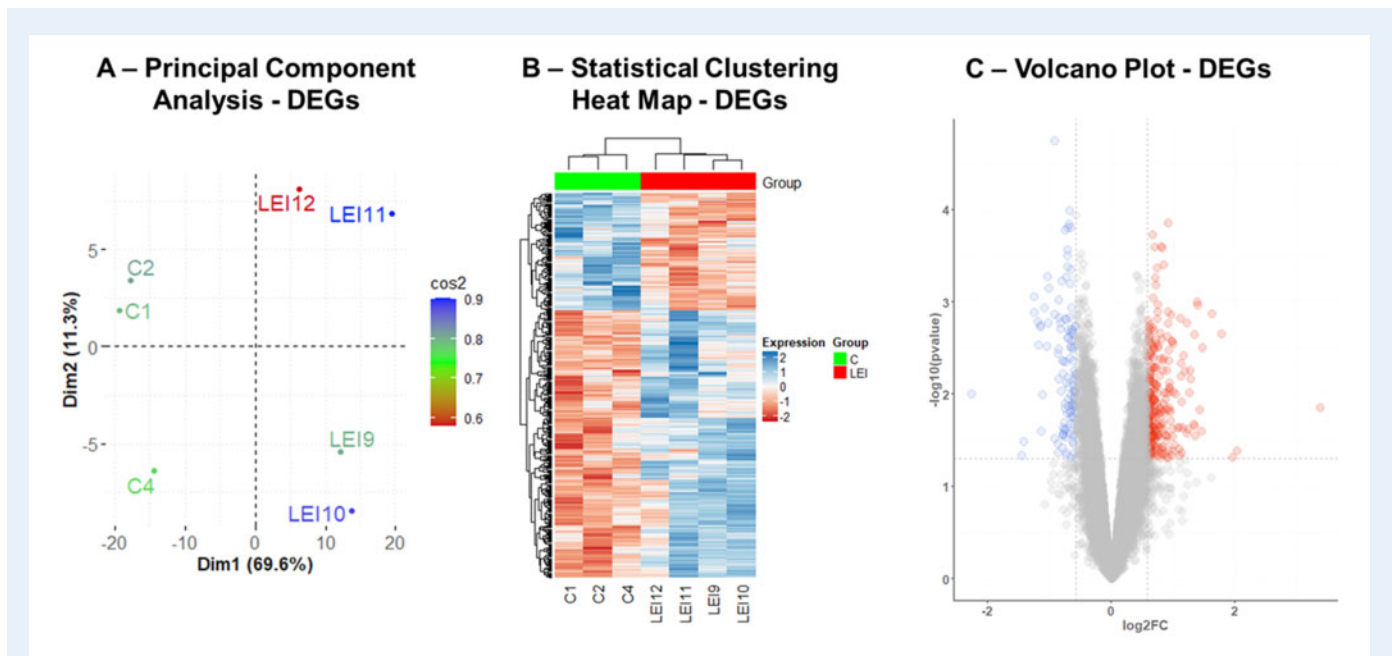 A – Principal Component
Analysis - DEGs
LEI12
LEI11
C2
C1
LEI9
C4
LEI10
5
0
-5
-20
-10
0
10
20
Dim2 (11.3%)
Dim1 (69.6%)
cos2
0.9
0.8
0.7
0.6
B – Statistical Clustering
Heat Map - DEGs
Group
Expression
2
1
0
-1
-2
Group
C
LEI
C1
C2
C4
LEI12
LEI11
LEI9
LEI10
C – Volcano Plot - DEGs
4
3
2
1
0
-log10(pvalue)
-2
0
2
log2FC